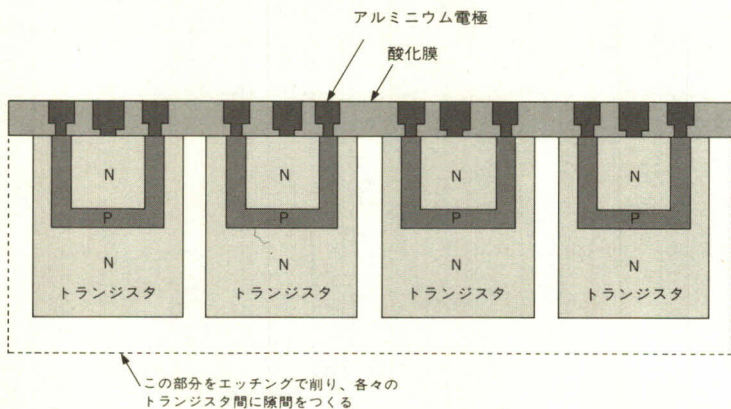 アルミニウム電極
酸化膜
N N N N
P P P P
N N N N
トランジスタ トランジスタ トランジスタ トランジスタ
この部分をエッチングで削り、各々の
トランジスタ間に隙間をつくる